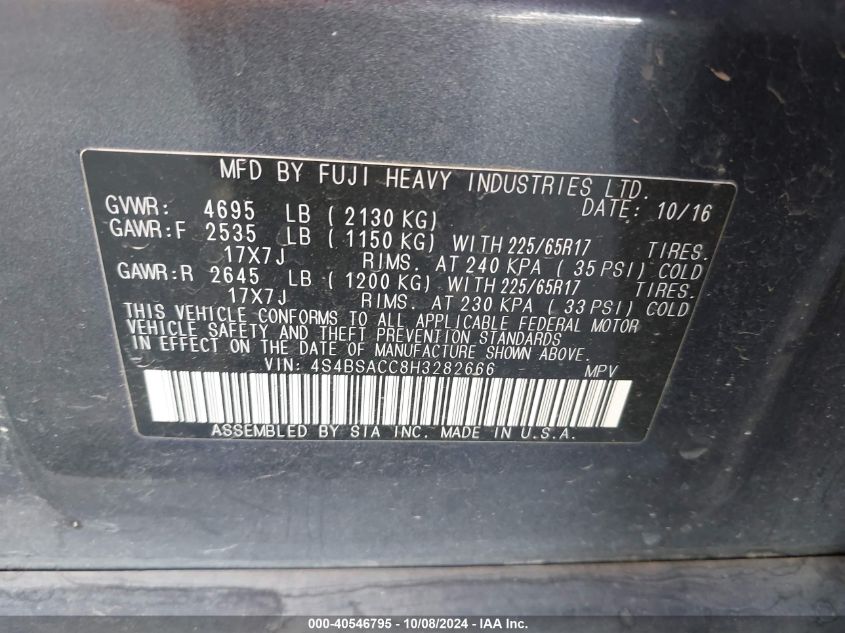 MFD BY FUJI HEAVY INDUSTRIES LTD.
GVWR: 4695 LB ( 2130 KG) DATE: 10/16
GAWR:F 2535 LB ( 1150 KG) WITH 225/65R17 TIRES.
17X7J RIMS. AT 240 KPA ( 35 PSI) COLD
GAWR:R 2645 LB ( 1200 KG) WITH 225/65R17 TIRES.
17X7J RIMS. AT 230 KPA ( 33 PSI) COLD
THIS VEHICLE CONFORMS TO ALL APPLICABLE FEDERAL MOTOR
VEHICLE SAFETY AND THEFT PREVENTION STANDARDS
IN EFFECT ON THE DATE OF MANUFACTURE SHOWN ABOVE.
VIN: 4S4BSACC8H3282666 MPV
ASSEMBLED BY SIA INC. MADE IN U.S.A.
000-40546795 - 10/08/2024 - IAA Inc.